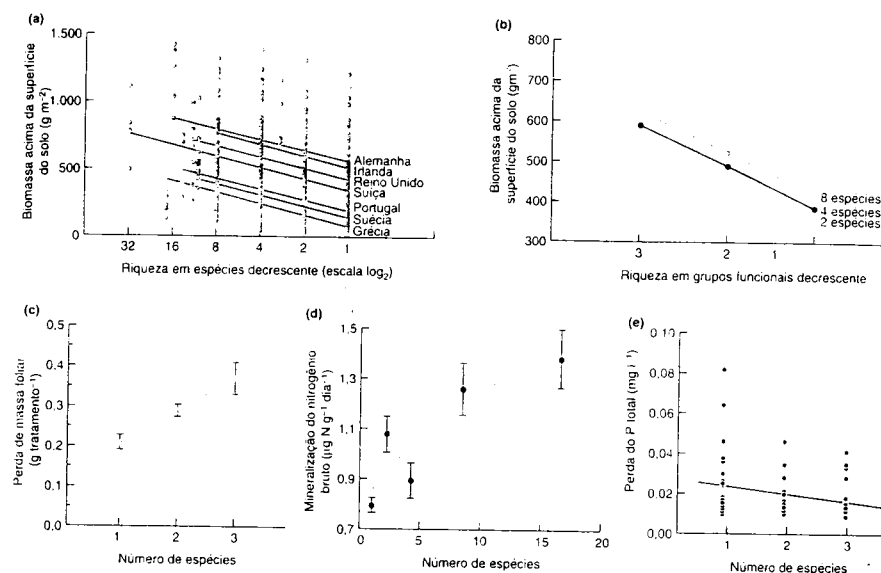 (a)
1.500
1.000
500
0
Biomassa acima da superfície
do solo (g m⁻²)
Alemanha
Irlanda
Reino Unido
Suiça
Portugal
Suécia
Grécia
32 16 8 4 2 1
Riqueza em espécies decrescente (escala log₂)
(b)
800
700
600
500
400
300
Biomassa acima da
superfície do solo (gm⁻
8 espécies
4 espécies
2 espécies
3 2 1
Riqueza em grupos funcionais decrescente
(c)
0.5
0.4
0.3
0.2
0.1
0.0
Perda de massa foliar
(g tratamento⁻¹)
1 2 3
Número de espécies
(d)
1.5
1.3
1.1
0.9
0.7
Mineralização do nitrogénio
bruto (µg N g⁻¹ dia⁻¹)
0 5 10 15 20
Número de espécies
(e)
0.10
0.08
0.06
0.04
0.02
0.00
Perda do P total (mg l⁻¹)
1 2 3
Número de espécies